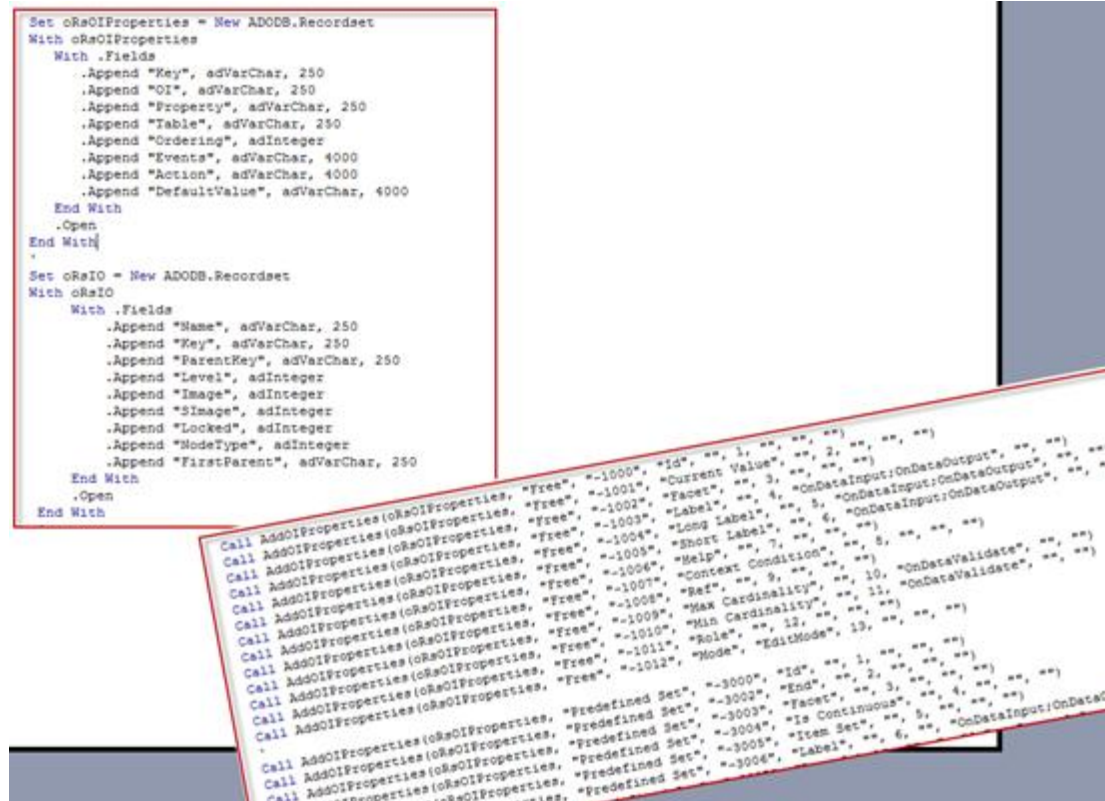 Set oRsOIProperties = New ADODB.Recordset
With oRsOIProperties
With .Fields
.Append "Key", adVarChar, 250
.Append "OI", adVarChar, 250
.Append "Property", adVarChar, 250
.Append "Table", adVarChar, 250
.Append "Ordering", adInteger
.Append "Events", adVarChar, 4000
.Append "Action", adVarChar, 4000
.Append "DefaultValue", adVarChar, 4000
End With
.Open
End With
'
Set oRsIO = New ADODB.Recordset
With oRsIO
With .Fields
.Append "Name", adVarChar, 250
.Append "Key", adVarChar, 250
.Append "ParentKey", adVarChar, 250
.Append "Level", adInteger
.Append "Image", adInteger
.Append "SImage", adInteger
.Append "Locked", adInteger
.Append "NodeType", adInteger
.Append "FirstParent", adVarChar, 250
End With
.Open
End With
Call AddOIProperties(oRsOIProperties, "Free", "-1000", "Id", "", 1, "", "", "")
Call AddOIProperties(oRsOIProperties, "Free", "-1001", "Current Value", "", 2, "", "", "")
Call AddOIProperties(oRsOIProperties, "Free", "-1002", "Facet", "", 3, "", "", "")
Call AddOIProperties(oRsOIProperties, "Free", "-1003", "Label", "", 4, "OnDataInput;OnDataOutput", "", "")
Call AddOIProperties(oRsOIProperties, "Free", "-1004", "Long Label", "", 5, "OnDataInput;OnDataOutput", "", "")
Call AddOIProperties(oRsOIProperties, "Free", "-1005", "Short Label", "", 6, "OnDataInput;OnDataOutput", "", "
Call AddOIProperties(oRsOIProperties, "Free", "-1006", "Help", "", 7, "", "", "")
Call AddOIProperties(oRsOIProperties, "Free", "-1007", "Context Condition", "", 8, "", "", "")
Call AddOIProperties(oRsOIProperties, "Free", "-1008", "Ref", "", 9, "", "", "")
Call AddOIProperties(oRsOIProperties, "Free", "-1009", "Max Cardinality", "", 10, "OnDataValidate", "", "")
Call AddOIProperties(oRsOIProperties, "Free", "-1010", "Min Cardinality", "", 11, "OnDataValidate", "", "")
Call AddOIProperties(oRsOIProperties, "Free", "-1011", "Role", "", 12, "", "", "")
Call AddOIProperties(oRsOIProperties, "Free", "-1012", "Mode", "EditMode", 13, "", "", "")
'
Call AddOIProperties(oRsOIProperties, "Predefined Set", "-3000", "Id", "", 1, "", "", "")
Call AddOIProperties(oRsOIProperties, "Predefined Set", "-3002", "End", "", 2, "", "", "")
Call AddOIProperties(oRsOIProperties, "Predefined Set", "-3003", "Facet", "", 3, "", "", "")
"Predefined Set", "-3004", "Is Continuous", "", 4, "", "", "")
"Predefined Set", "-3005", "Item Set", "", 5, "", "", "")
"Predefined Set", "-3006", "Label", "", 6, "OnDataInput;OnData